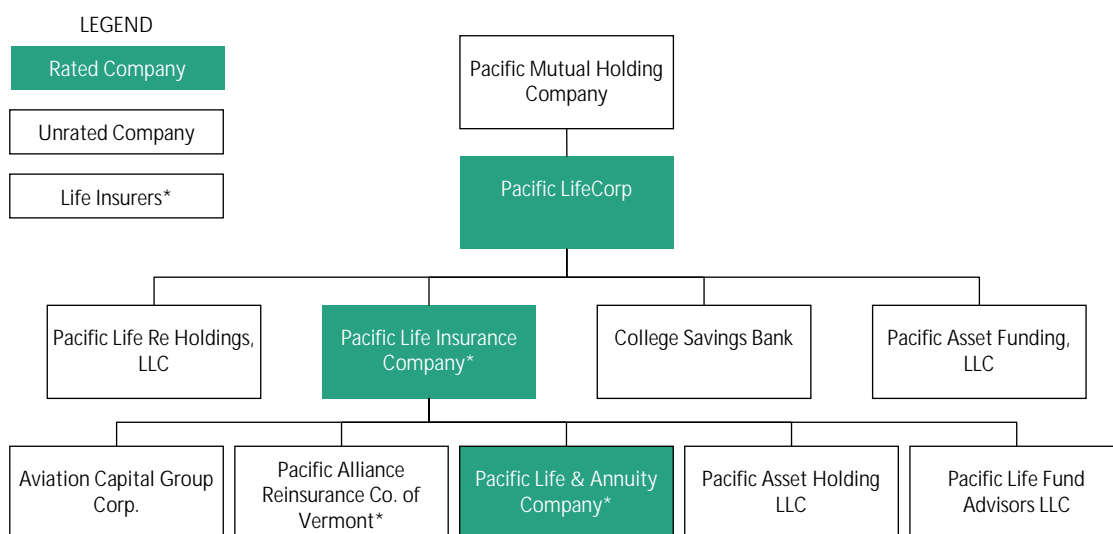 LEGEND
Rated Company
Unrated Company
Life Insurers*
Pacific Mutual Holding
Company
Pacific LifeCorp
Pacific Life Re Holdings,
LLC
Pacific Life Insurance
Company*
College Savings Bank
Pacific Asset Funding,
LLC
Aviation Capital Group
Corp.
Pacific Alliance
Reinsurance Co. of
Vermont*
Pacific Life & Annuity
Company*
Pacific Asset Holding
LLC
Pacific Life Fund
Advisors LLC